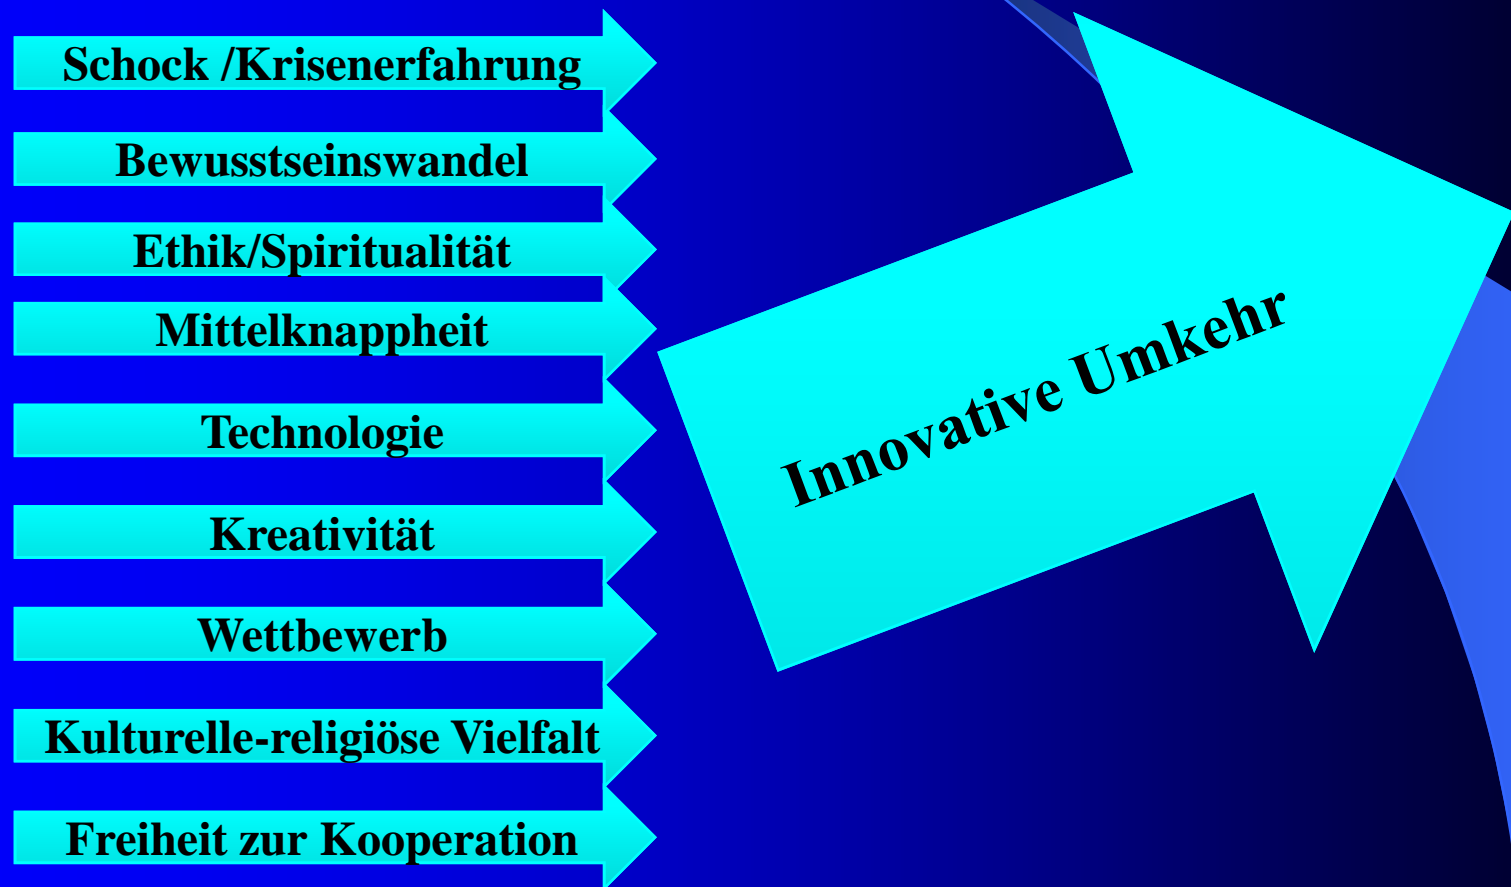 Schock /Krisenerfahrung
Bewusstseinswandel
Ethik/Spiritualität
Mittelknappheit
Technologie
Kreativität
Wettbewerb
Kulturelle-religiöse Vielfalt
Freiheit zur Kooperation
Innovative Umkehr